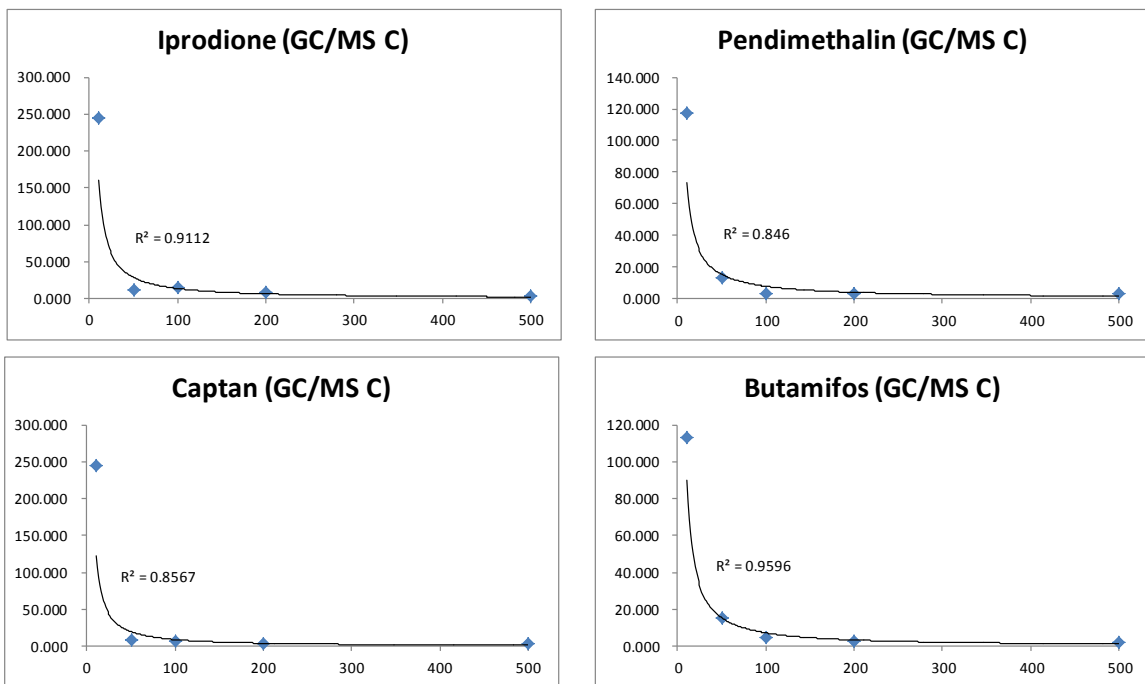 Iprodione (GC/MS C)
300.000
250.000
200.000
150.000
100.000
50.000
0.000
R² = 0.9112
0 100 200 300 400 500
Pendimethalin (GC/MS C)
140.000
120.000
100.000
80.000
60.000
40.000
20.000
0.000
R² = 0.846
0 100 200 300 400 500
Captan (GC/MS C)
300.000
250.000
200.000
150.000
100.000
50.000
0.000
R² = 0.8567
0 100 200 300 400 500
Butamifos (GC/MS C)
120.000
100.000
80.000
60.000
40.000
20.000
0.000
R² = 0.9596
0 100 200 300 400 500